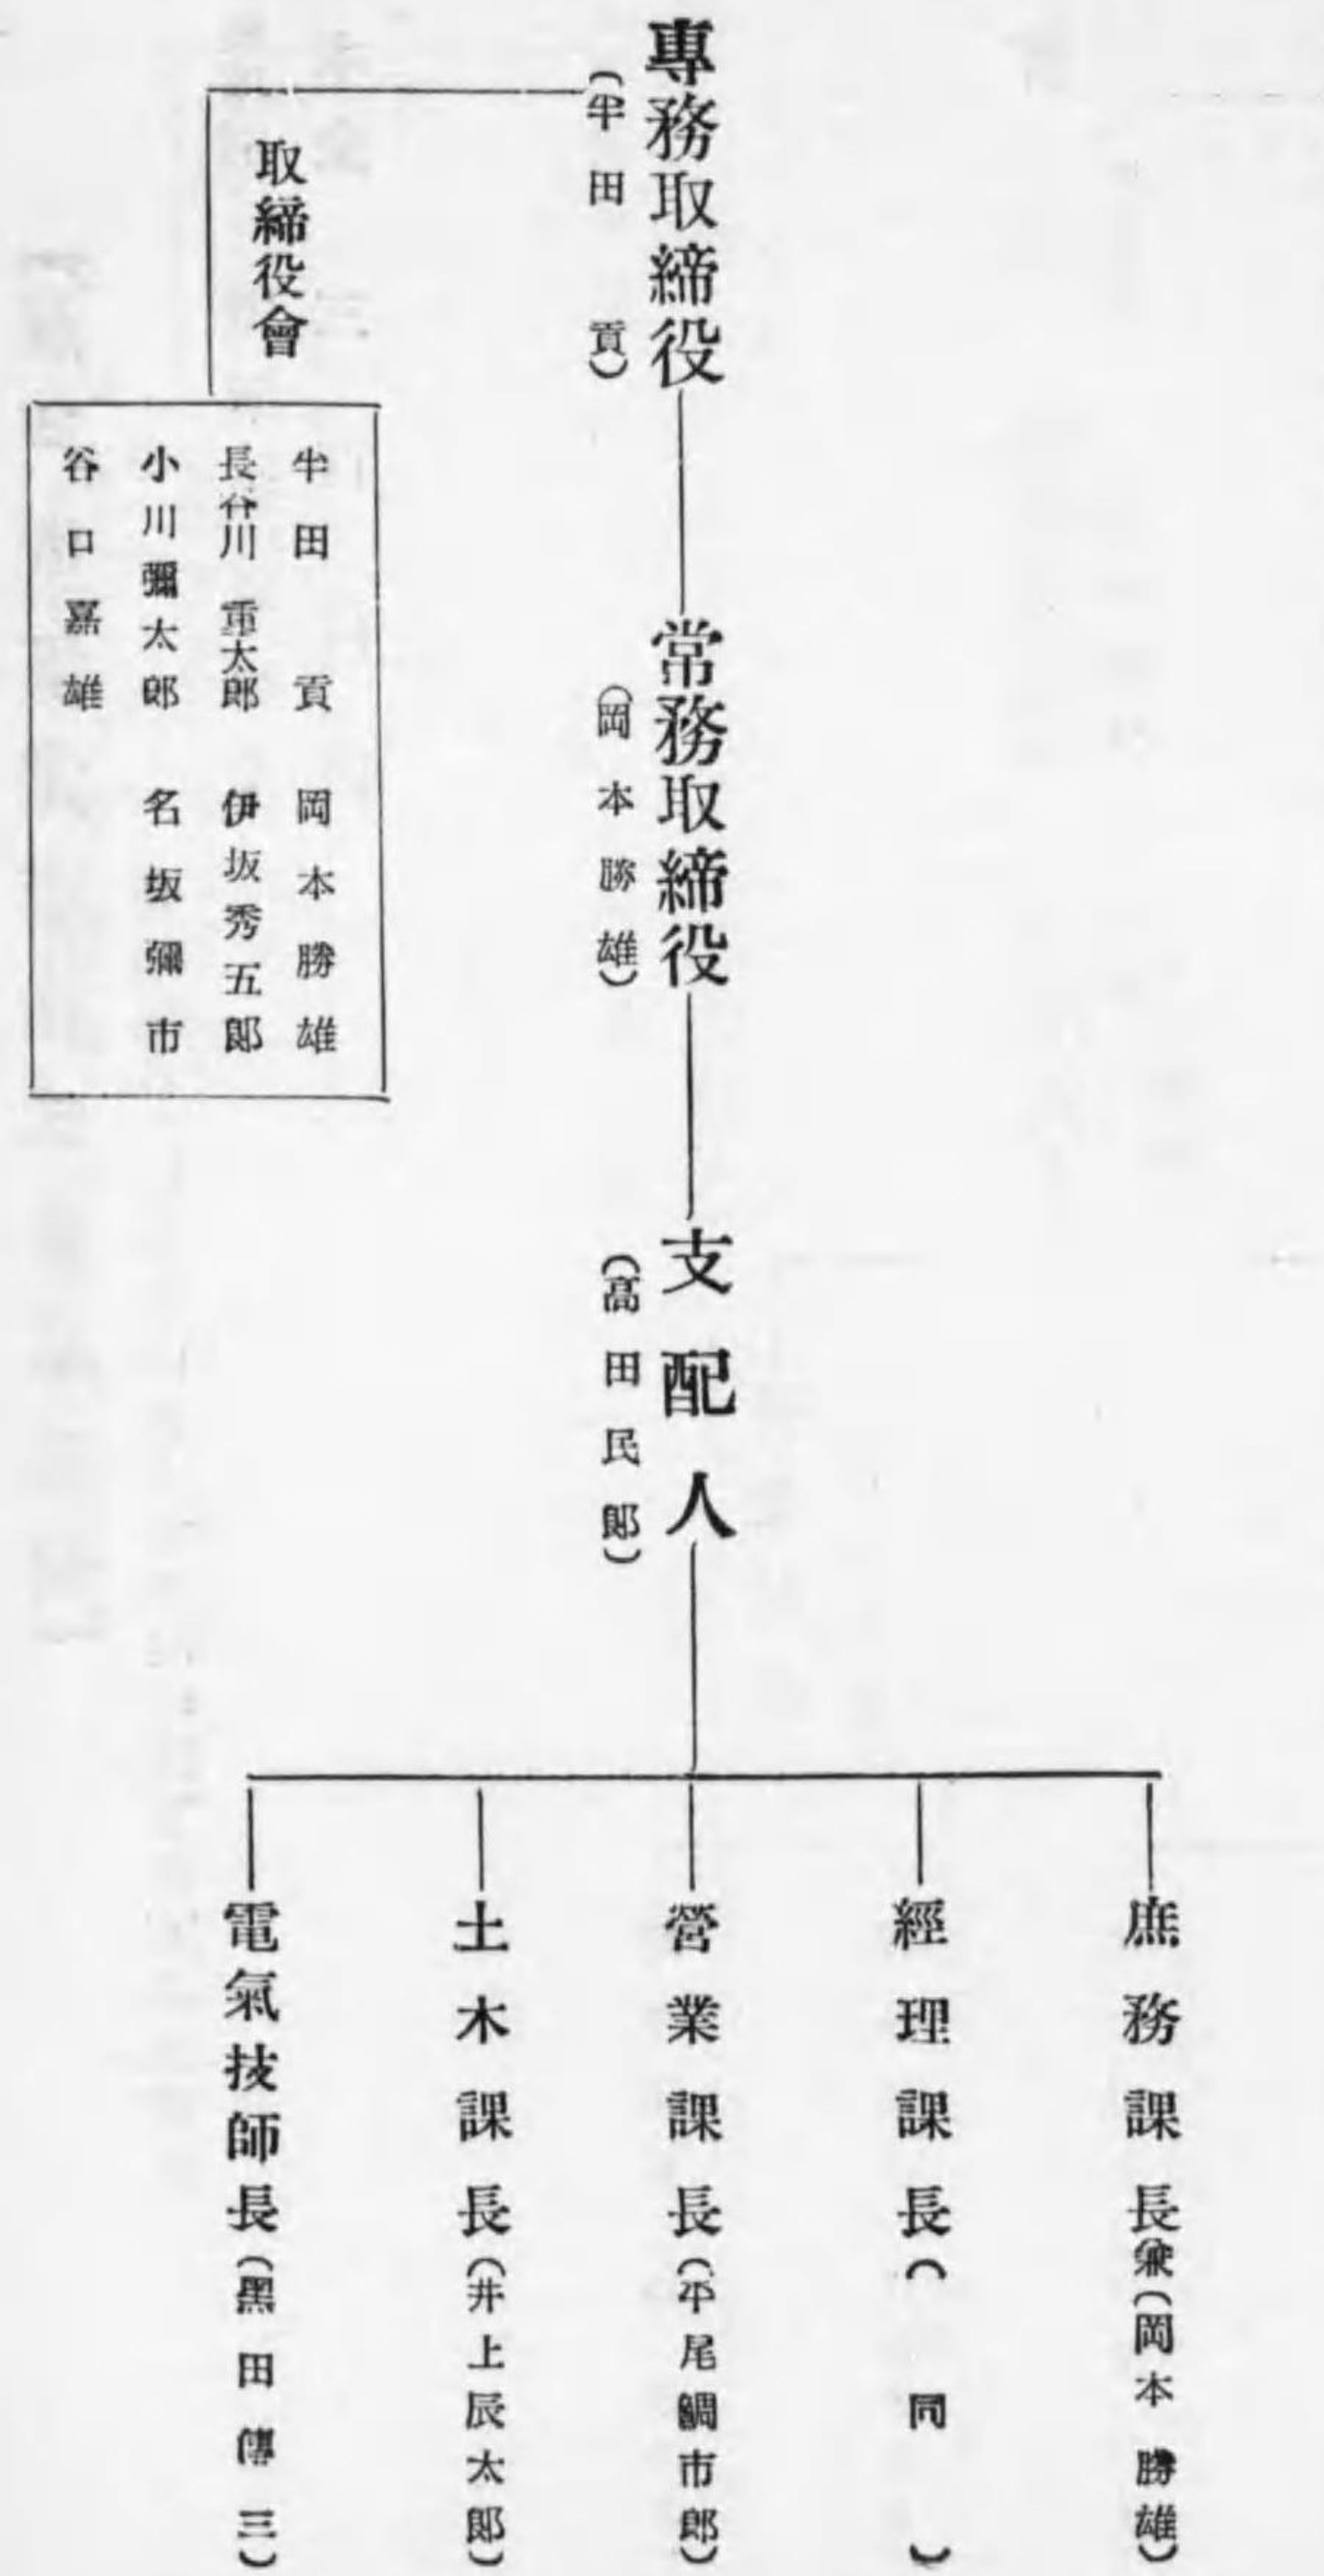 專務取締役
（半田貢）
取締役會
半田貢 岡本勝雄
長谷川重太郎 伊坂秀五郎
小川彌太郎 名坂彌市
谷口嘉雄
常務取締役
（岡本勝雄）
支配人
（高田民郎）
庶務課長兼（岡本勝雄）
經理課長（同）
營業課長（平尾鯛市郎）
土木課長（井上辰太郎）
電氣技師長（黑田傳三）